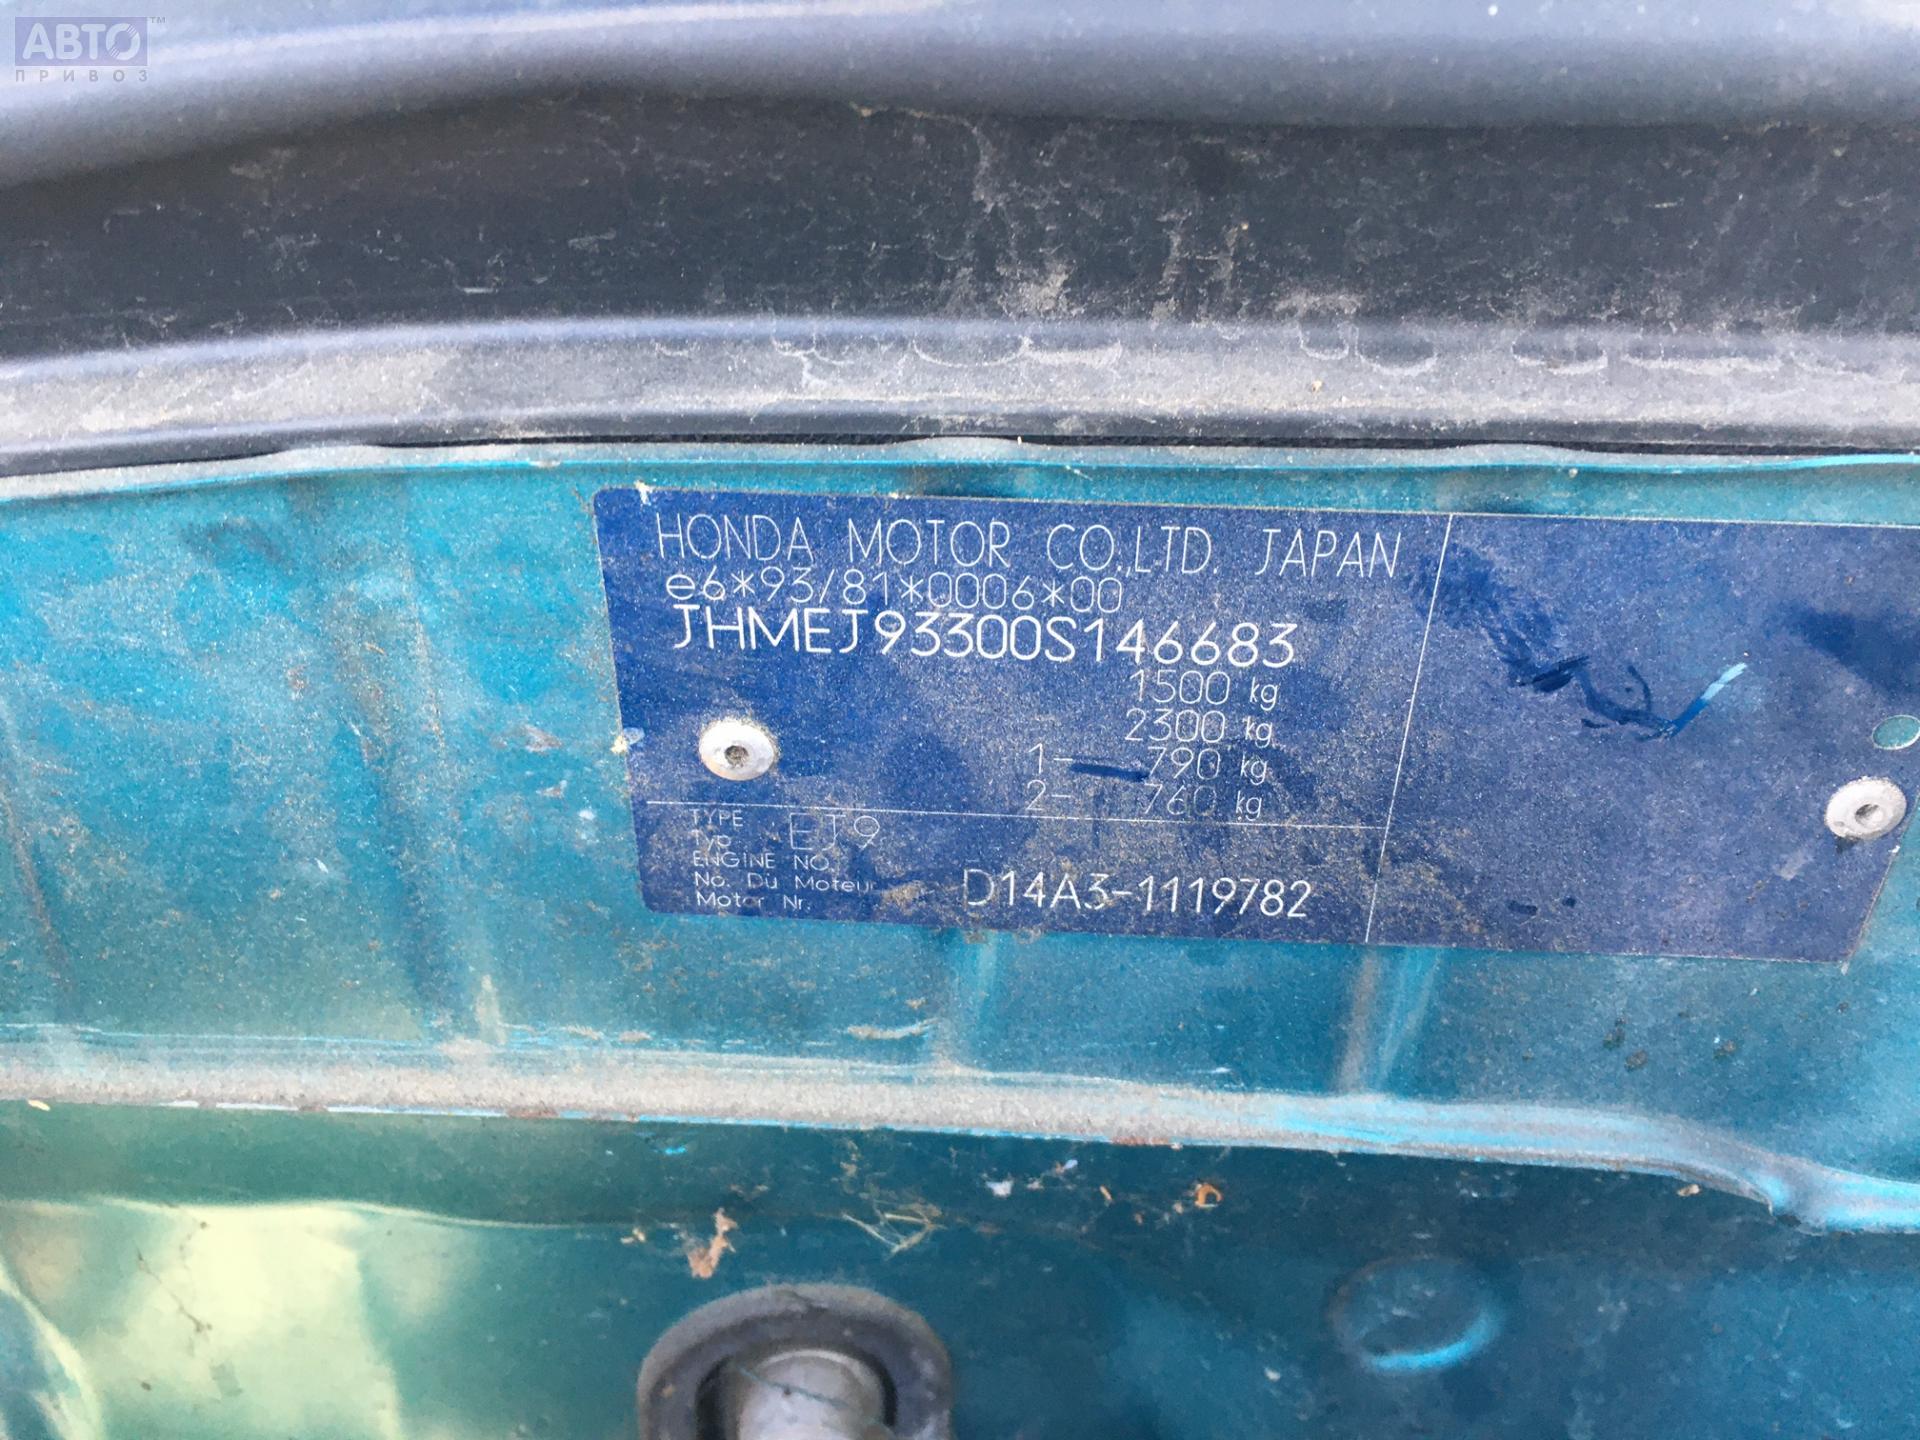 АВТО™
ПРИВОЗ
HONDA MOTOR CO.,LTD. JAPAN
e6*93/81*0006*00
JHMEJ93300S146683
1500 kg
2300 kg
1- 790 kg
2- 760 kg
TYPE
Typ EJ9
ENGINE NO.
No. Du Moteur D14A3-1119782
Motor Nr.